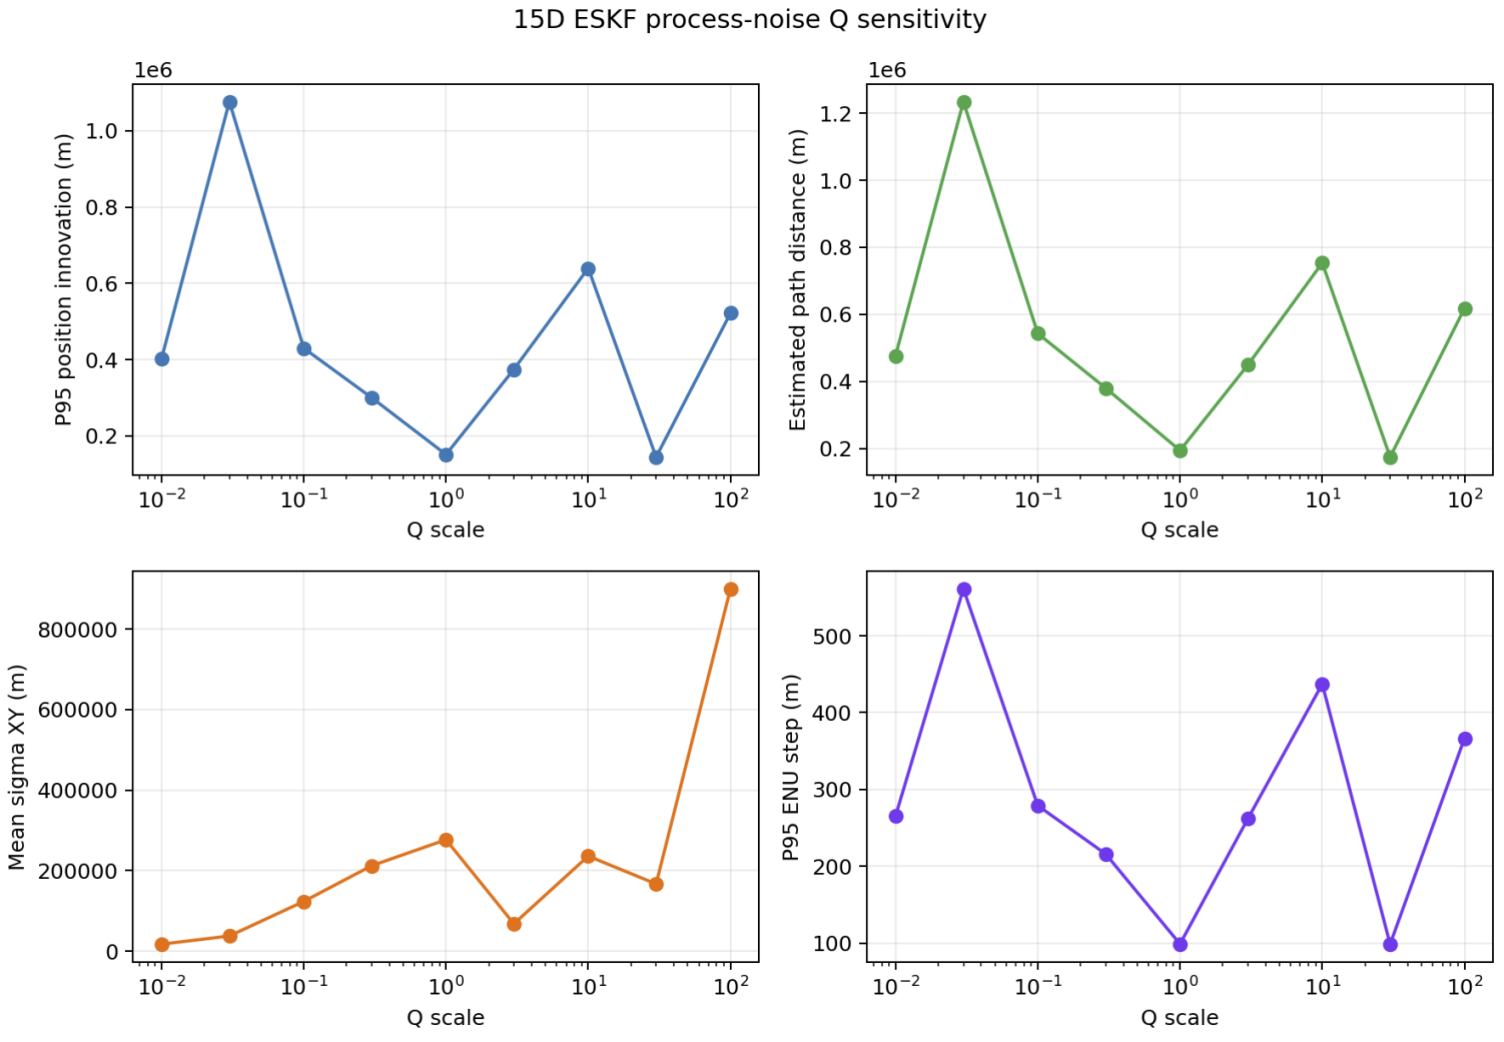 15D ESKF process-noise Q sensitivity
1e6
P95 position innovation (m)
1.0
0.8
0.6
0.4
0.2
10⁻² 10⁻¹ 10⁰ 10¹ 10²
Q scale
1e6
Estimated path distance (m)
1.2
1.0
0.8
0.6
0.4
0.2
10⁻² 10⁻¹ 10⁰ 10¹ 10²
Q scale
Mean sigma XY (m)
800000
600000
400000
200000
0
10⁻² 10⁻¹ 10⁰ 10¹ 10²
Q scale
P95 ENU step (m)
500
400
300
200
100
10⁻² 10⁻¹ 10⁰ 10¹ 10²
Q scale